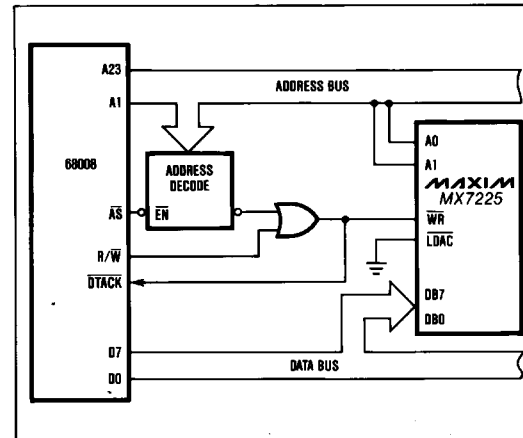 A23
ADDRESS BUS
A1
A0
A1
68008
ADDRESS
DECODE
MAXIM
MX7225
AS
EN
WR
R/W
LDAC
DTACK
DB7
DB0
D7
DATA BUS
D0